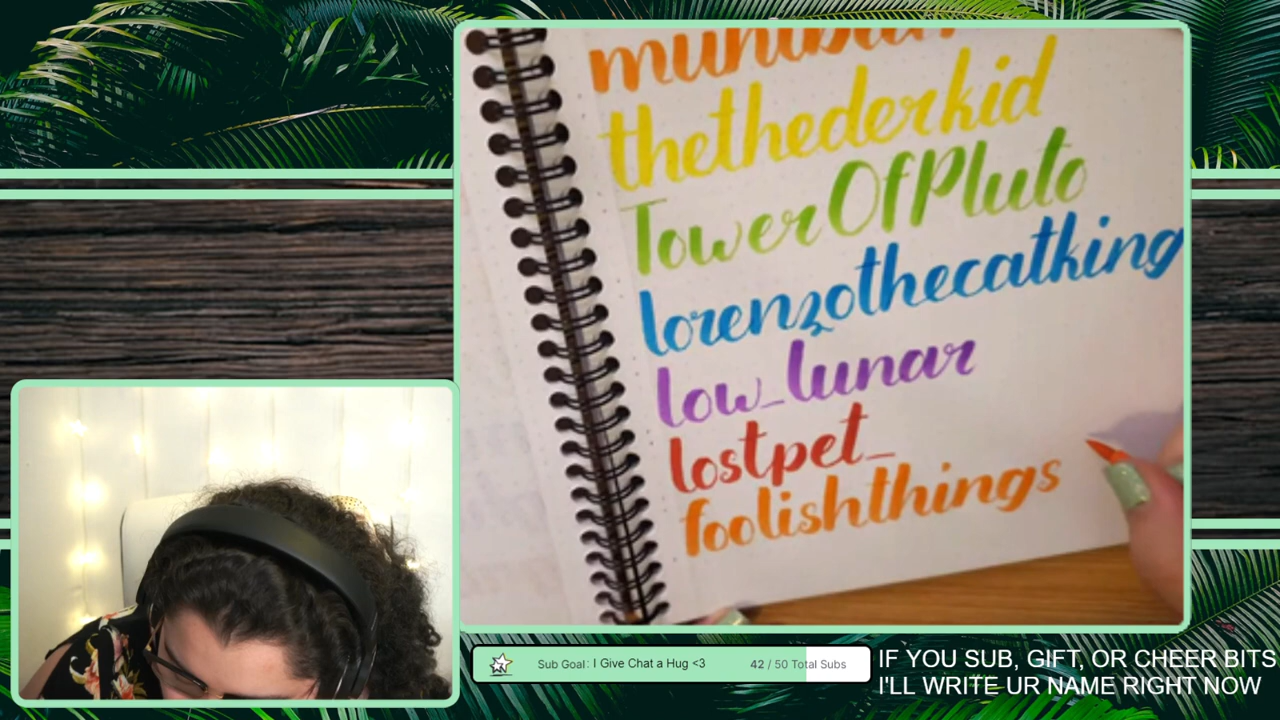 thethederkid
TowerOfPluto
lorenzothecatking
low_lunar
lostpet_
foolishthings
Sub Goal: I Give Chat a Hug <3
42 / 50 Total Subs
IF YOU SUB, GIFT, OR CHEER BITS
I'LL WRITE UR NAME RIGHT NOW